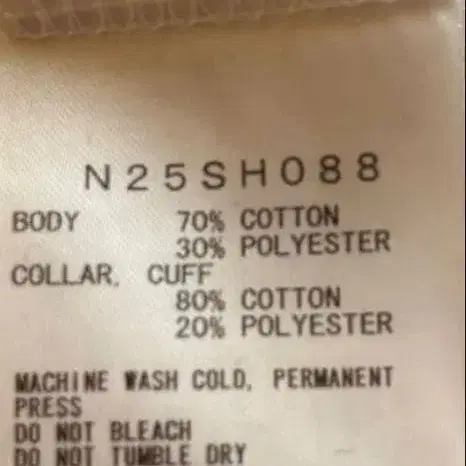 N25SH088
BODY 70% COTTON
30% POLYESTER
COLLAR, CUFF
80% COTTON
20% POLYESTER
MACHINE WASH COLD, PERMANENT
PRESS
DO NOT BLEACH
DO NOT TUMBLE DRY